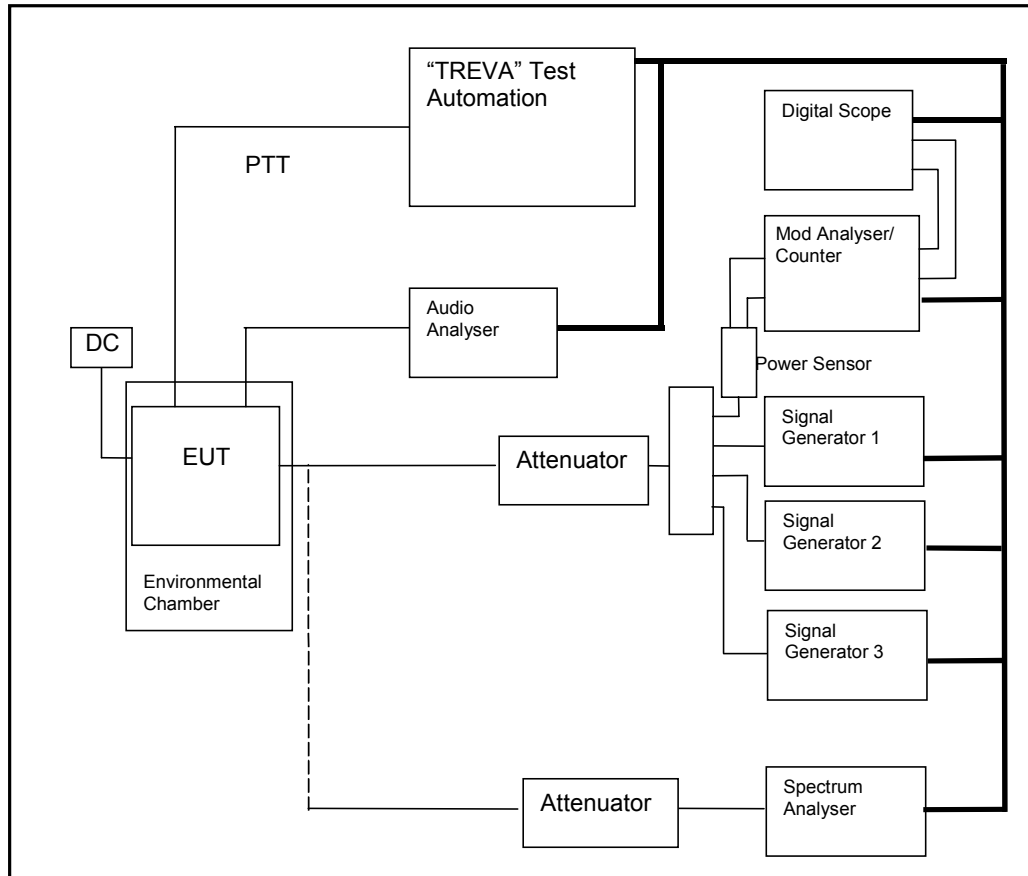 “TREVA” Test
Automation
Digital Scope
PTT
Mod Analyser/
Counter
Audio
Analyser
DC
Power Sensor
Signal
Generator 1
EUT
Attenuator
Signal
Generator 2
Environmental
Chamber
Signal
Generator 3
Attenuator
Spectrum
Analyser